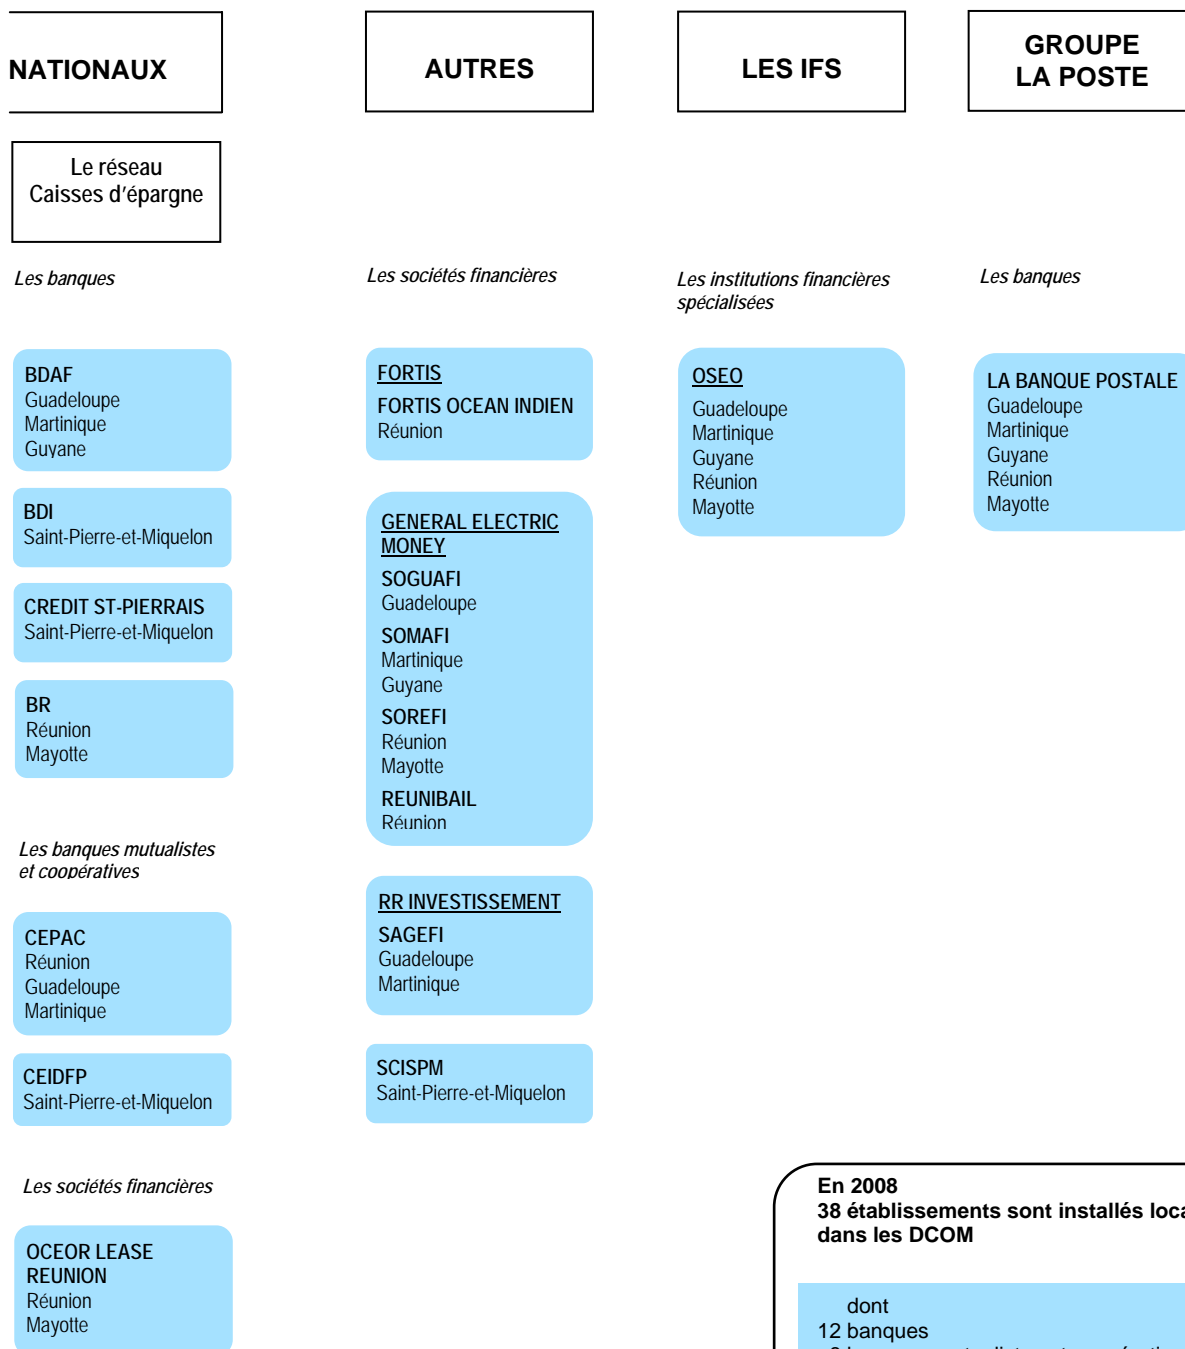 NATIONAUX
Le réseau
Caisses d'épargne
Les banques
BDAF
Guadeloupe
Martinique
Guyane
BDI
Saint-Pierre-et-Miquelon
CREDIT ST-PIERRAIS
Saint-Pierre-et-Miquelon
BR
Réunion
Mayotte
Les banques mutualistes
et coopératives
CEPAC
Réunion
Guadeloupe
Martinique
CEIDFP
Saint-Pierre-et-Miquelon
Les sociétés financières
OCEOR LEASE
REUNION
Réunion
Mayotte
AUTRES
Les sociétés financières
FORTIS
FORTIS OCEAN INDIEN
Réunion
GENERAL ELECTRIC
MONEY
SOGUAFI
Guadeloupe
SOMAFI
Martinique
Guyane
SOREFI
Réunion
Mayotte
REUNIBAIL
Réunion
RR INVESTISSEMENT
SAGEFI
Guadeloupe
Martinique
SCISPM
Saint-Pierre-et-Miquelon
LES IFS
Les institutions financières
spécialisées
OSEO
Guadeloupe
Martinique
Guyane
Réunion
Mayotte
GROUPE
LA POSTE
Les banques
LA BANQUE POSTALE
Guadeloupe
Martinique
Guyane
Réunion
Mayotte
En 2008
38 établissements sont installés
dans les DCOM
dont
12 banques